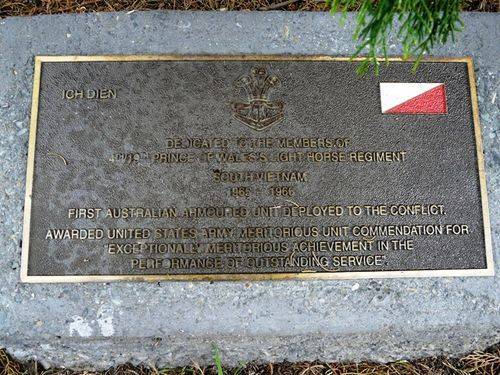 ICH DIEN
DEDICATED TO THE MEMBERS OF
PRINCE OF WALES'S LIGHT HORSE REGIMENT
SOUTH VIETNAM
1965 - 1966
FIRST AUSTRALIAN ARMOURED UNIT DEPLOYED TO THE CONFLICT.
AWARDED UNITED STATES ARMY MERITORIOUS UNIT COMMENDATION FOR
"EXCEPTIONALLY MERITORIOUS ACHIEVEMENT IN THE
PERFORMANCE OF OUTSTANDING SERVICE".